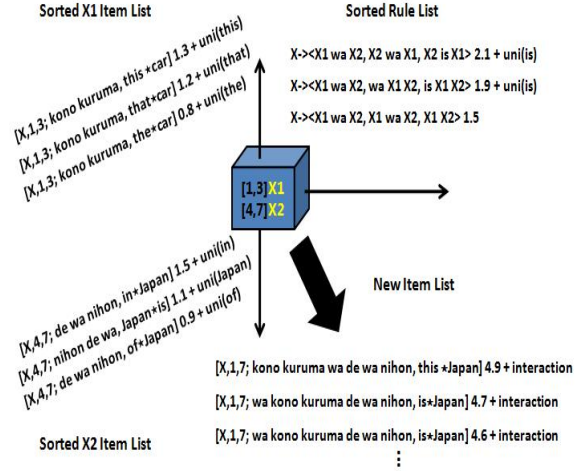 Sorted X1 Item List
[X,1,3; kono kuruma, this ⋆car] 1.3 + uni(this)
[X,1,3; kono kuruma, that⋆car] 1.2 + uni(that)
[X,1,3; kono kuruma, the⋆car] 0.8 + uni(the)
Sorted Rule List
X-><X1 wa X2, X2 wa X1, X2 is X1> 2.1 + uni(is)
X-><X1 wa X2, wa X1 X2, is X1 X2> 1.9 + uni(is)
X-><X1 wa X2, X1 wa X2, X1 X2> 1.5
[1,3]X1
[4,7]X2
[X,4,7; de wa nihon, in⋆Japan] 1.5 + uni(in)
[X,4,7; nihon de wa, Japan⋆is] 1.1 + uni(Japan)
[X,4,7; de wa nihon, of⋆Japan] 0.9 + uni(of)
Sorted X2 Item List
New Item List
[X,1,7; kono kuruma wa de wa nihon, this ⋆Japan] 4.9 + interaction
[X,1,7; wa kono kuruma de wa nihon, is⋆Japan] 4.7 + interaction
[X,1,7; wa kono kuruma de wa nihon, is⋆Japan] 4.6 + interaction
⋮